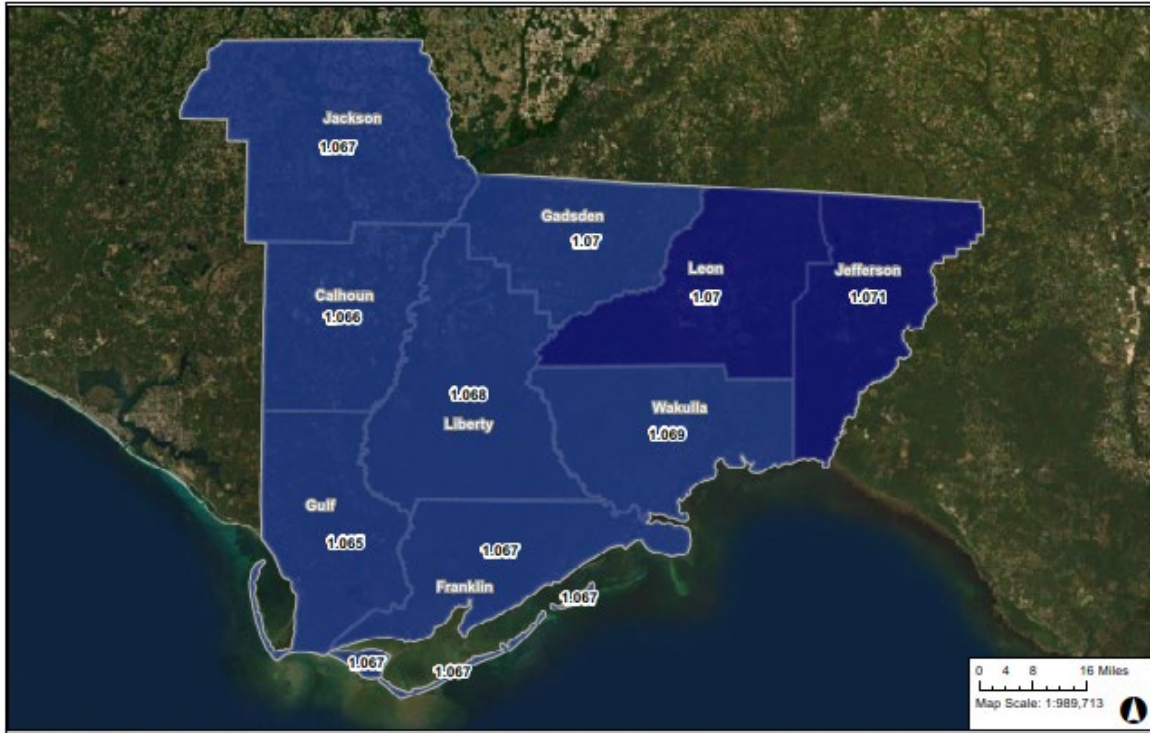 Jackson
1.067
Gadsden
1.07
Leon
1.07
Jefferson
1.071
Calhoun
1.066
1.068
Liberty
Wakulla
1.069
Gulf
1.065
1.067
Franklin
1.067
1.067
1.067
0 4 8 16 Miles
Map Scale: 1:989,713